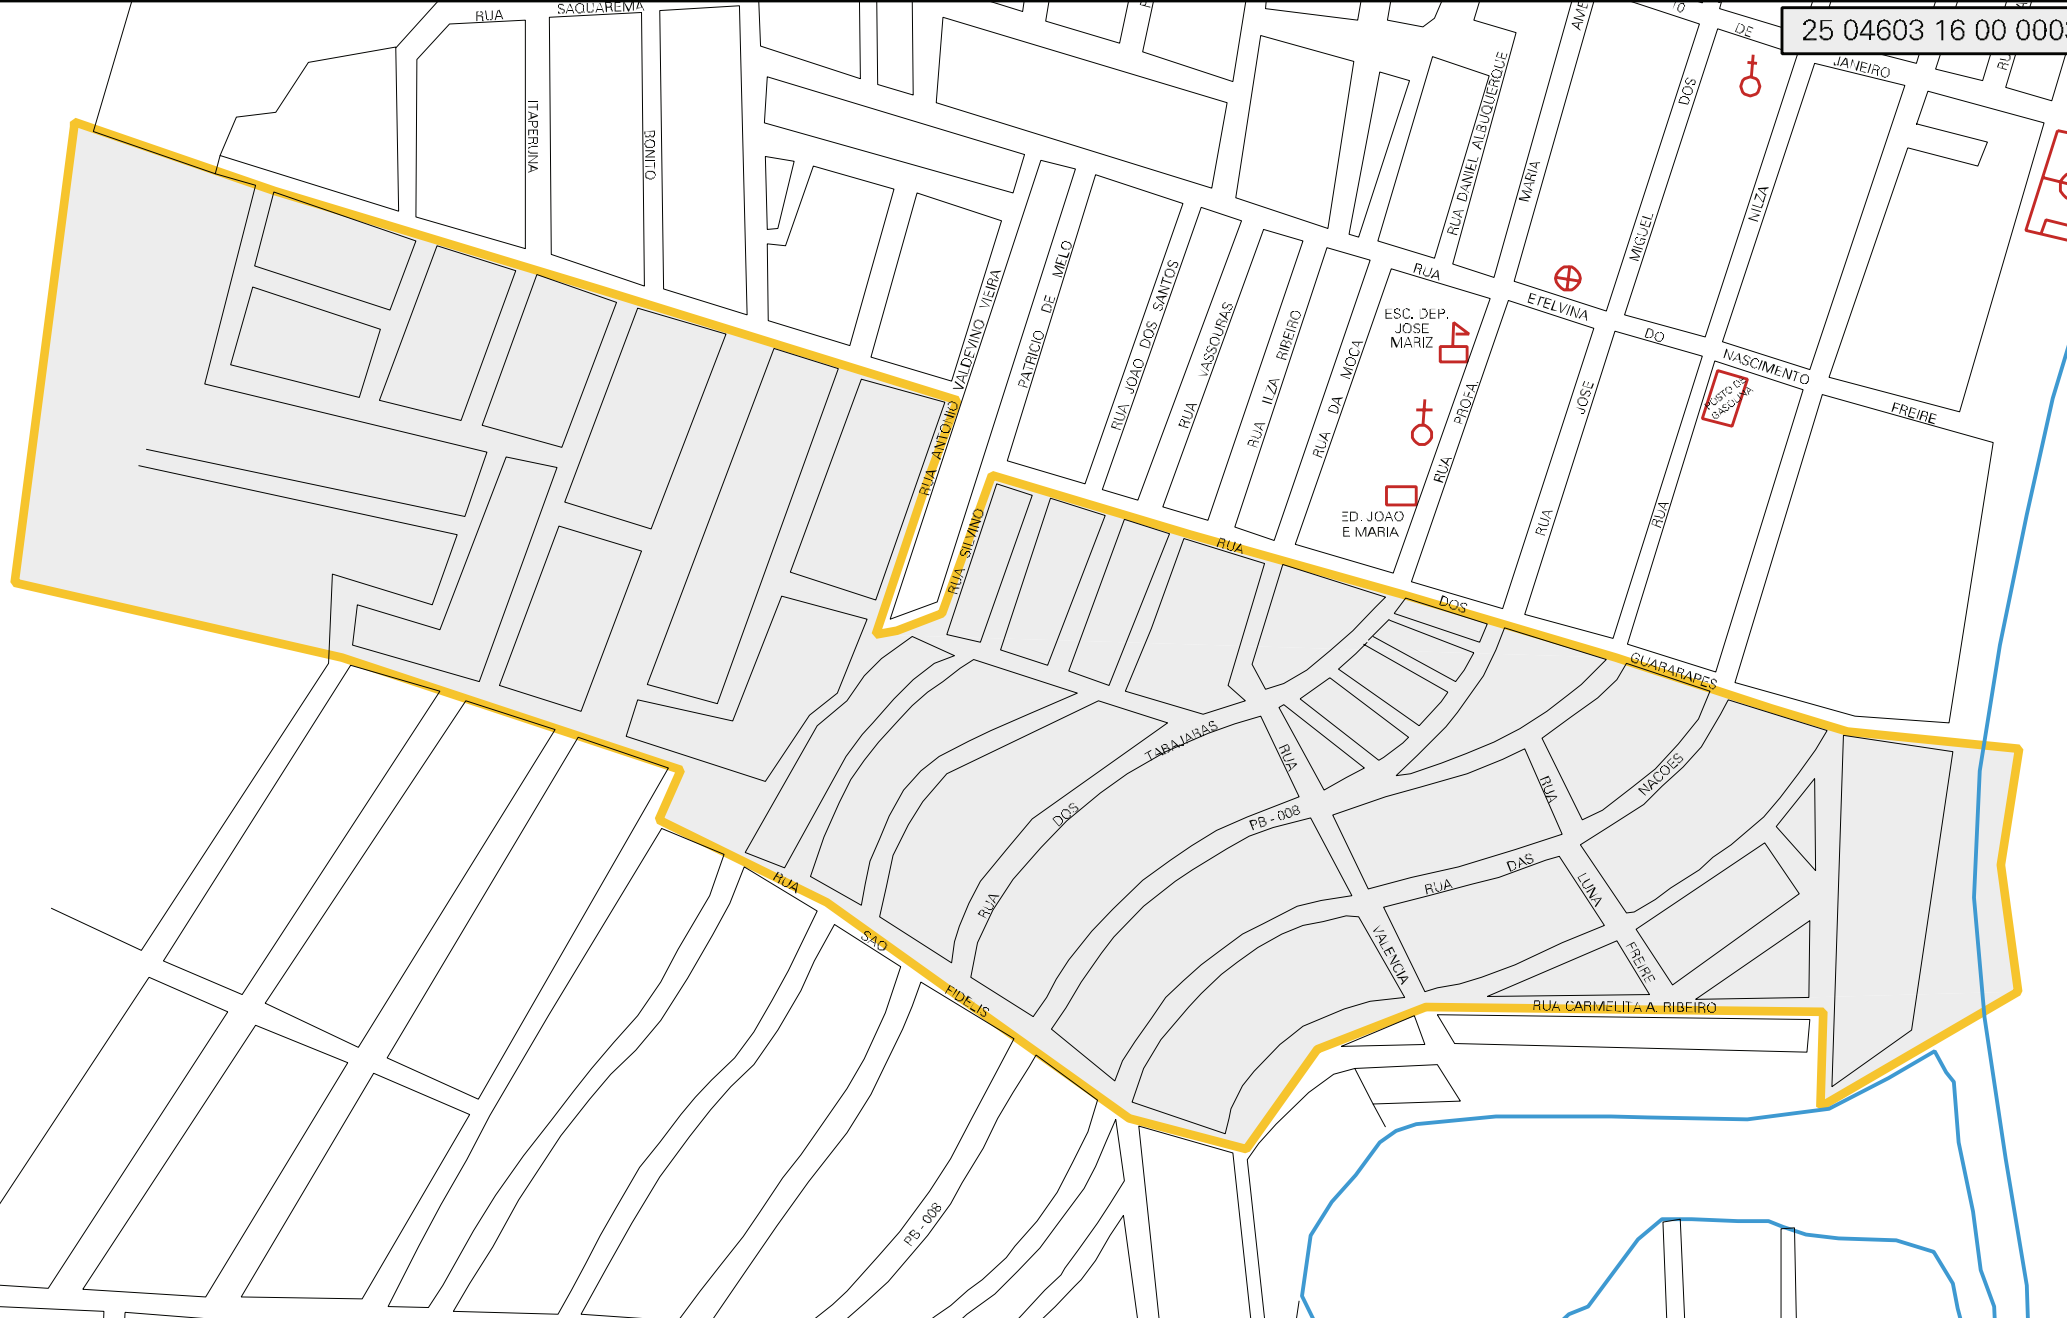 RUA
SAQUAREMA
DE
25 04603 16 00 000
JANEIRO
ITAPERUNA
BONITO
RUA DANIEL ALBUQUERQUE
MARIA
DOS
MIGUEL
NILZA
RUA
ETELVINA
DO
NASCIMENTO
FREIRE
ESC. DEP.
JOSE
MARIZ
POSTO DE
GASOLINA
RUA ANTONIO VALDEVINO VIEIRA
RUA SILVINO
PATRICIO DE MELO
RUA JOAO DOS SANTOS
RUA VASSOURAS
RUA ILZA RIBEIRO
RUA DA MOCA
RUA PROFA.
RUA JOSE
RUA
ED. JOAO
E MARIA
RUA
DOS
GUARARAPES
RUA
DOS
TABAJARAS
RUA
VALENCIA
PB - 008
RUA
DAS
NACOES
RUA
LUNA
FREIRE
RUA CARMELITA A. RIBEIRO
RUA
SAO
FIDELIS
PB - 008